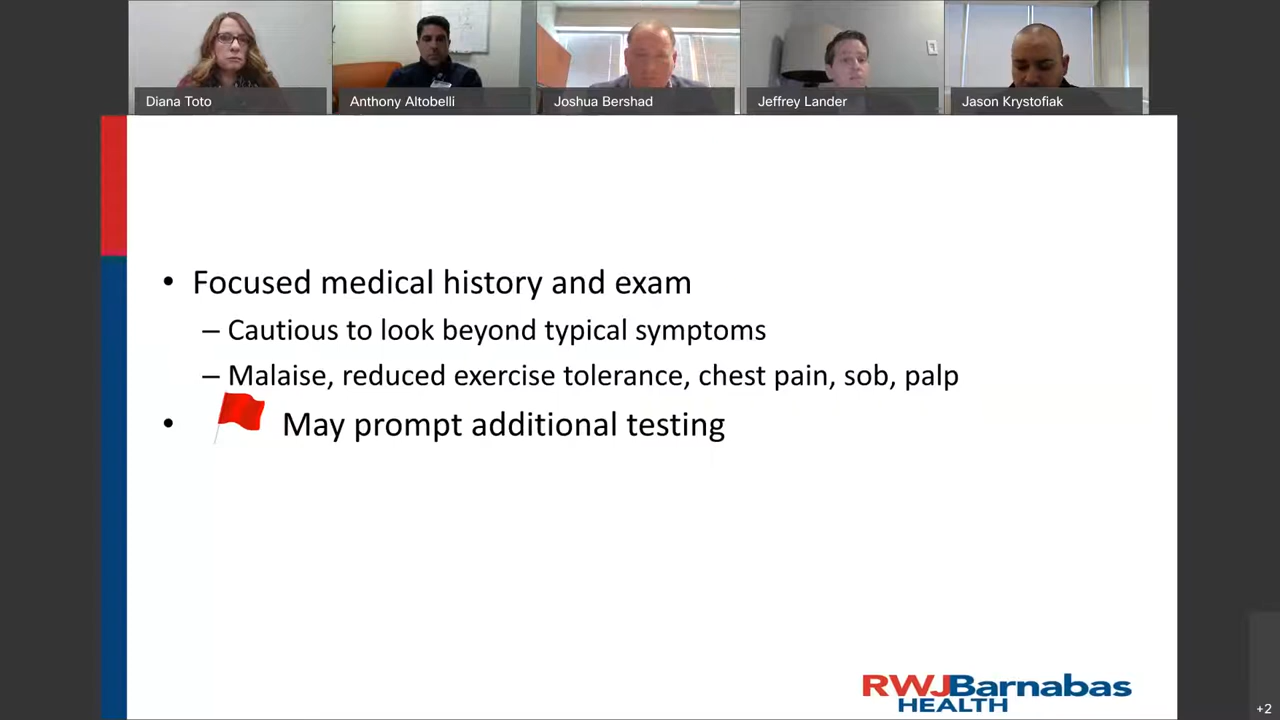 Diana Toto
Anthony Altobelli
Joshua Bershad
Jeffrey Lander
Jason Krystofiak
• Focused medical history and exam
– Cautious to look beyond typical symptoms
– Malaise, reduced exercise tolerance, chest pain, sob, palp
• May prompt additional testing
RWJBarnabas
HEALTH
+2